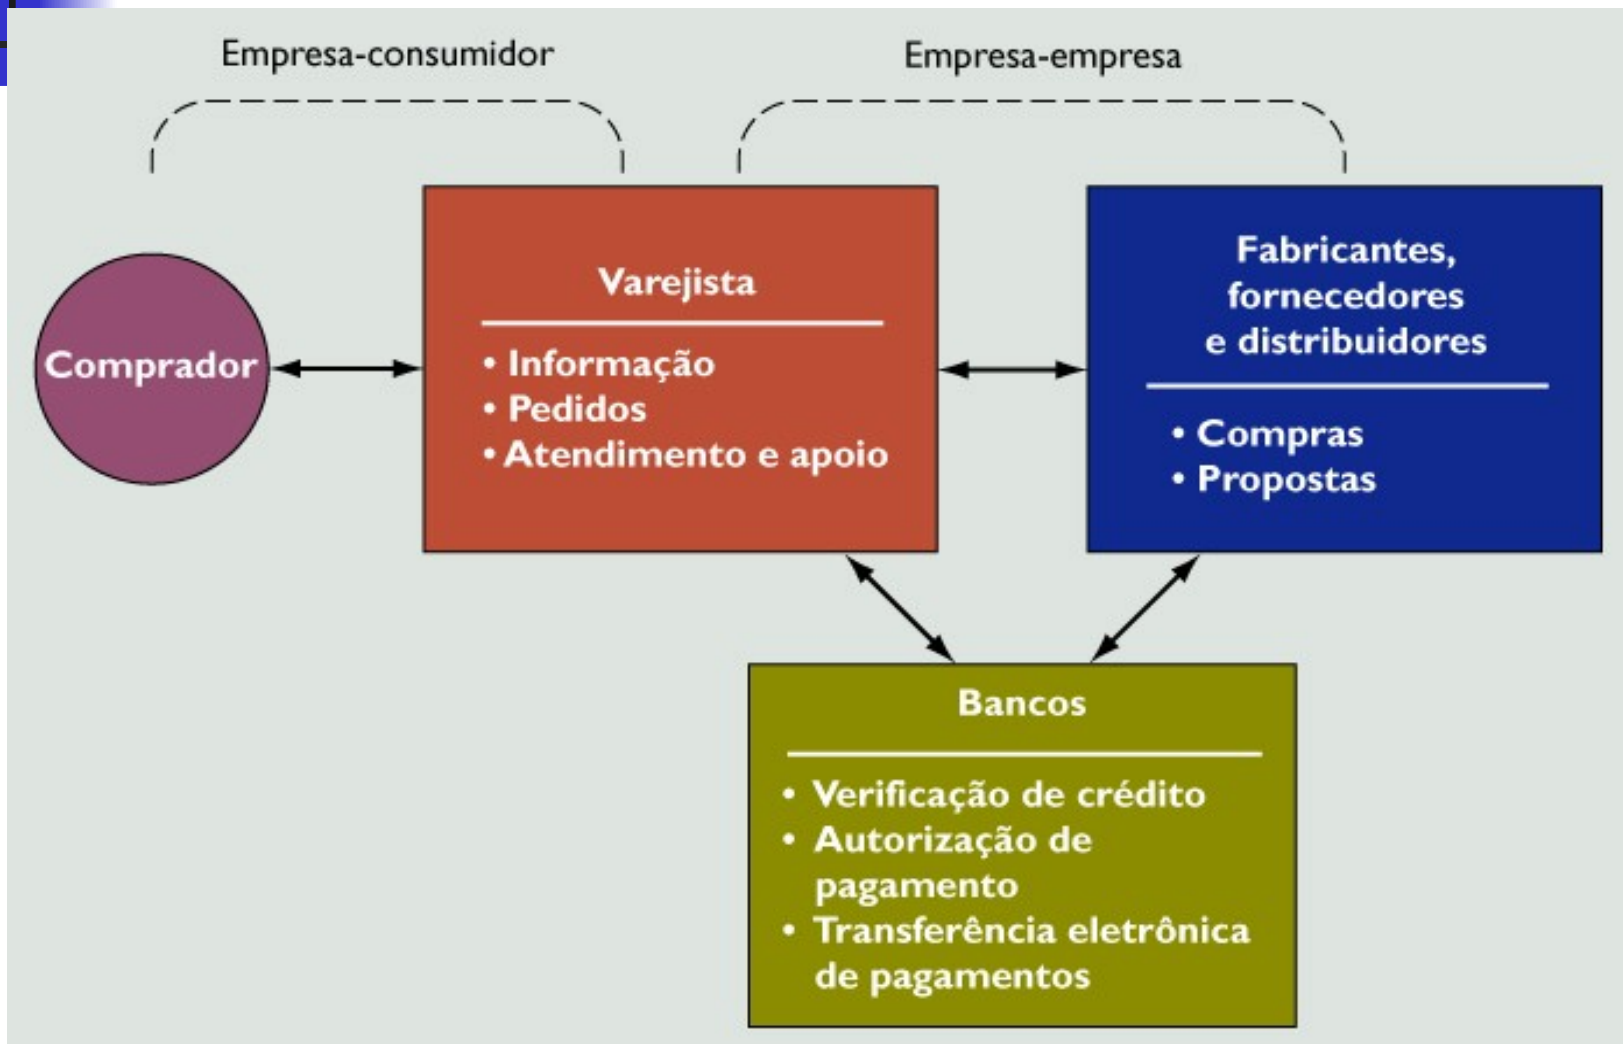 Empresa-consumidor
Empresa-empresa
Comprador
Varejista
• Informação
• Pedidos
• Atendimento e apoio
Fabricantes,
fornecedores
e distribuidores
• Compras
• Propostas
Bancos
• Verificação de crédito
• Autorização de
pagamento
• Transferência eletrônica
de pagamentos